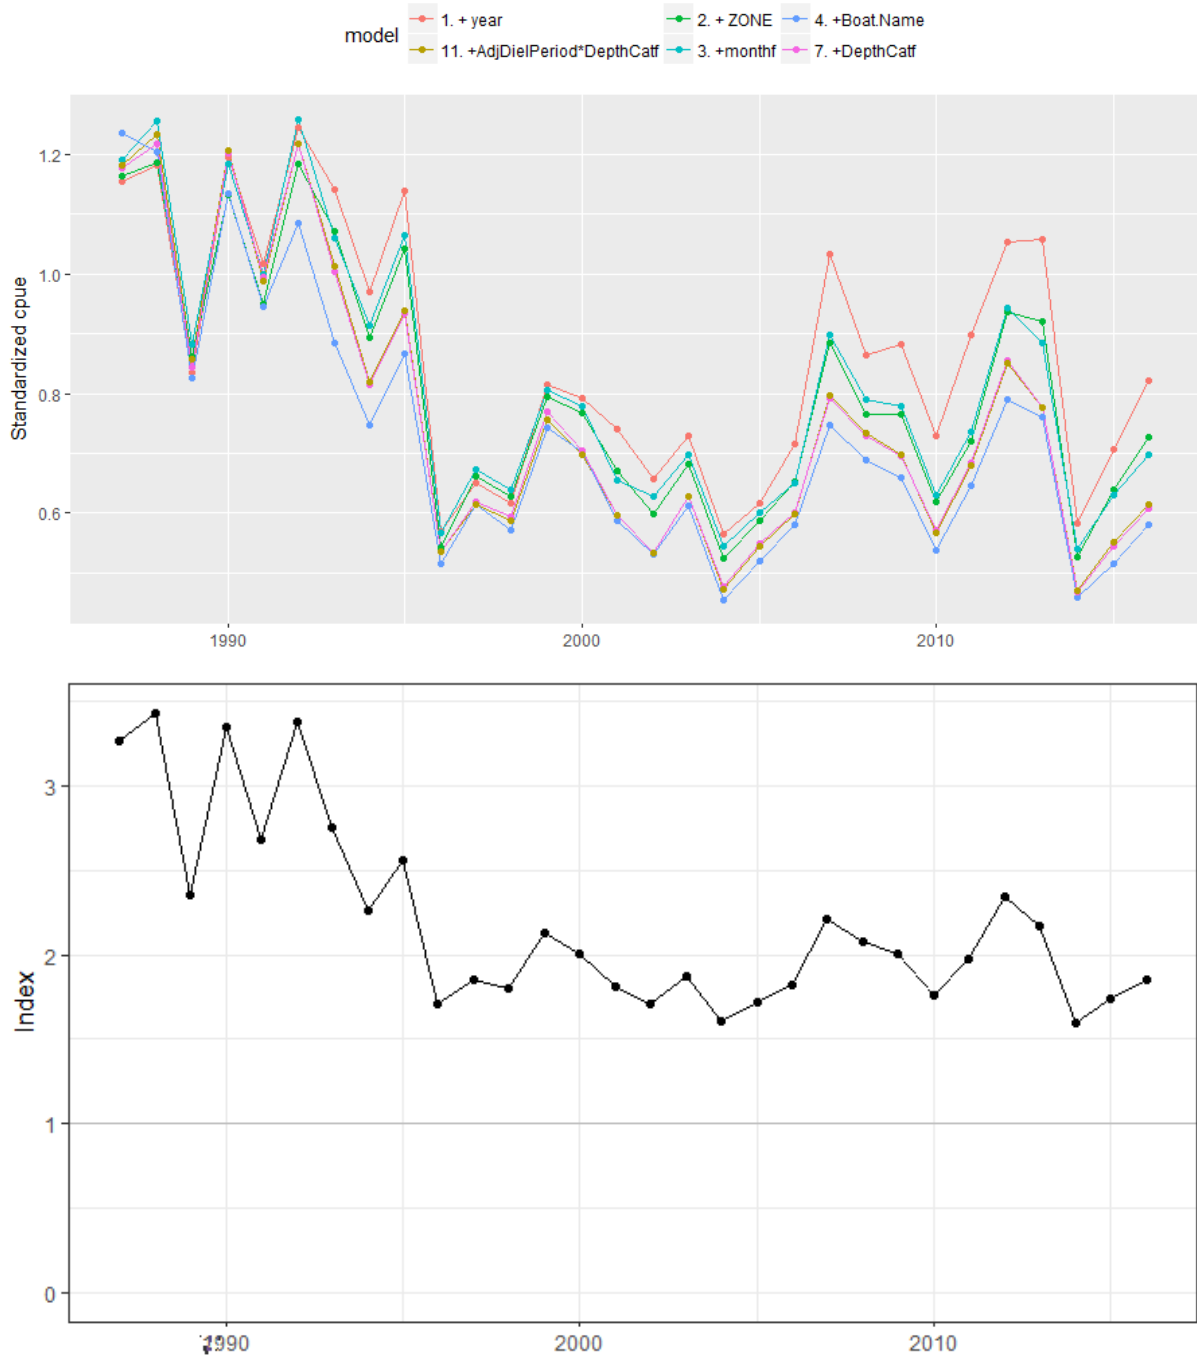 model
1. + year
2. + ZONE
4. +Boat.Name
11. +AdjDielPeriod*DepthCatf
3. +monthf
7. +DepthCatf
Standardized cpue
1.2
1.0
0.8
0.6
1990
2000
2010
Index
3
2
1
0
1990
2000
2010